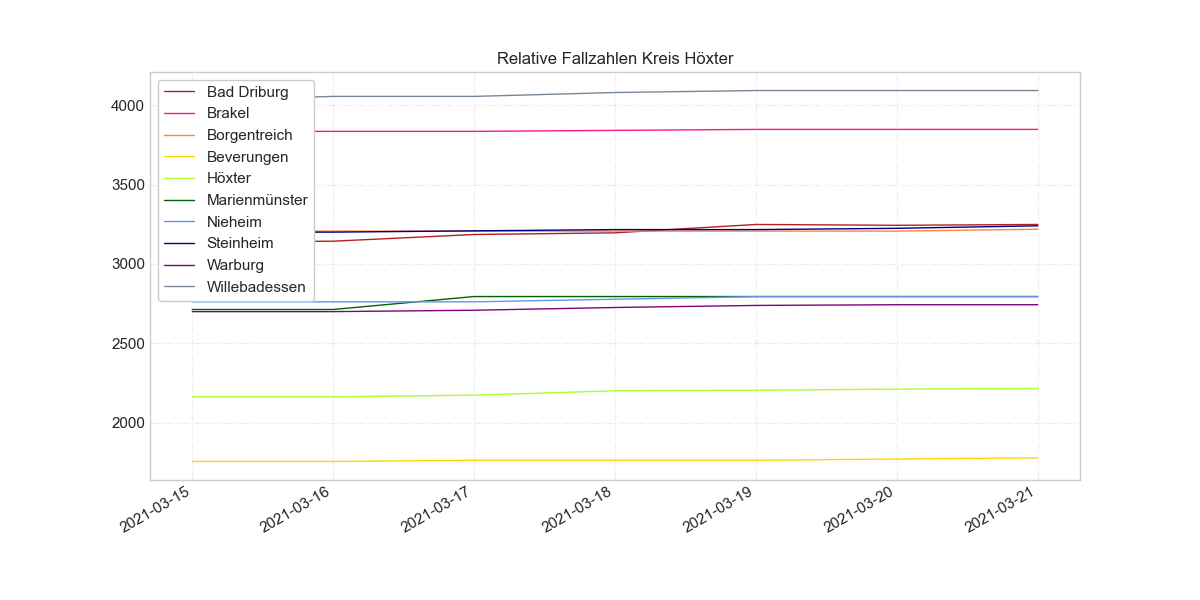 Relative Fallzahlen Kreis Höxter
Bad Driburg
Brakel
Borgentreich
Beverungen
Höxter
Marienmünster
Nieheim
Steinheim
Warburg
Willebadessen
4000
3500
3000
2500
2000
2021-03-15
2021-03-16
2021-03-17
2021-03-18
2021-03-19
2021-03-20
2021-03-21